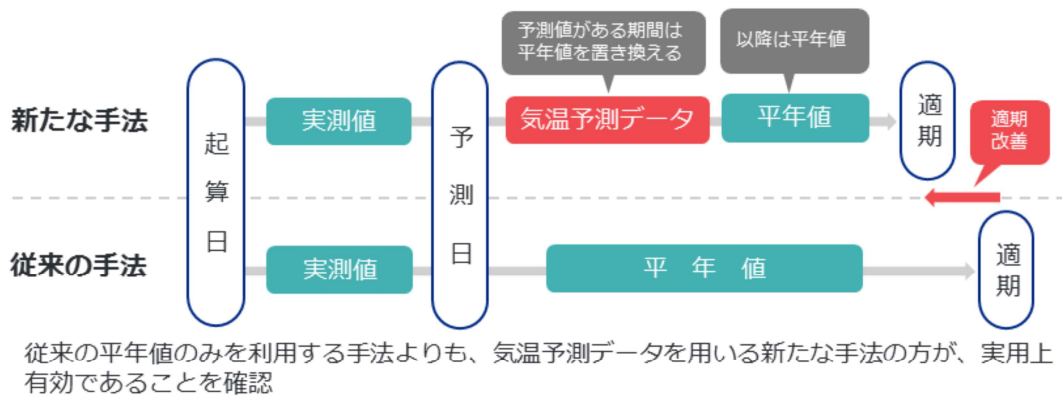 予測値がある期間は
平年値を置き換える
以降は平年値
新たな手法
起算日
実測値
予測日
気温予測データ
平年値
適期
適期
改善
従来の手法
実測値
平年値
適期
従来の平年値のみを利用する手法よりも、気温予測データを用いる新たな手法の方が、実用上
有効であることを確認